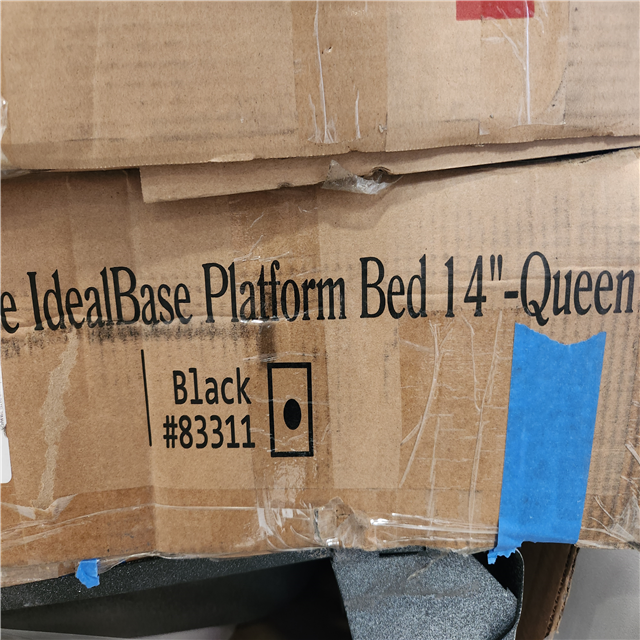 e IdealBase Platform Bed 14"-Queen
Black
#83311